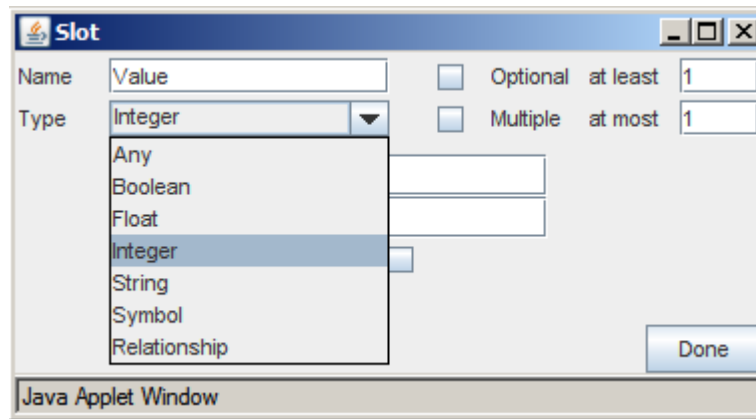 Slot
Name Value Optional at least 1
Type Integer Multiple at most 1
Any
Boolean
Float
Integer
String
Symbol
Relationship
Done
Java Applet Window